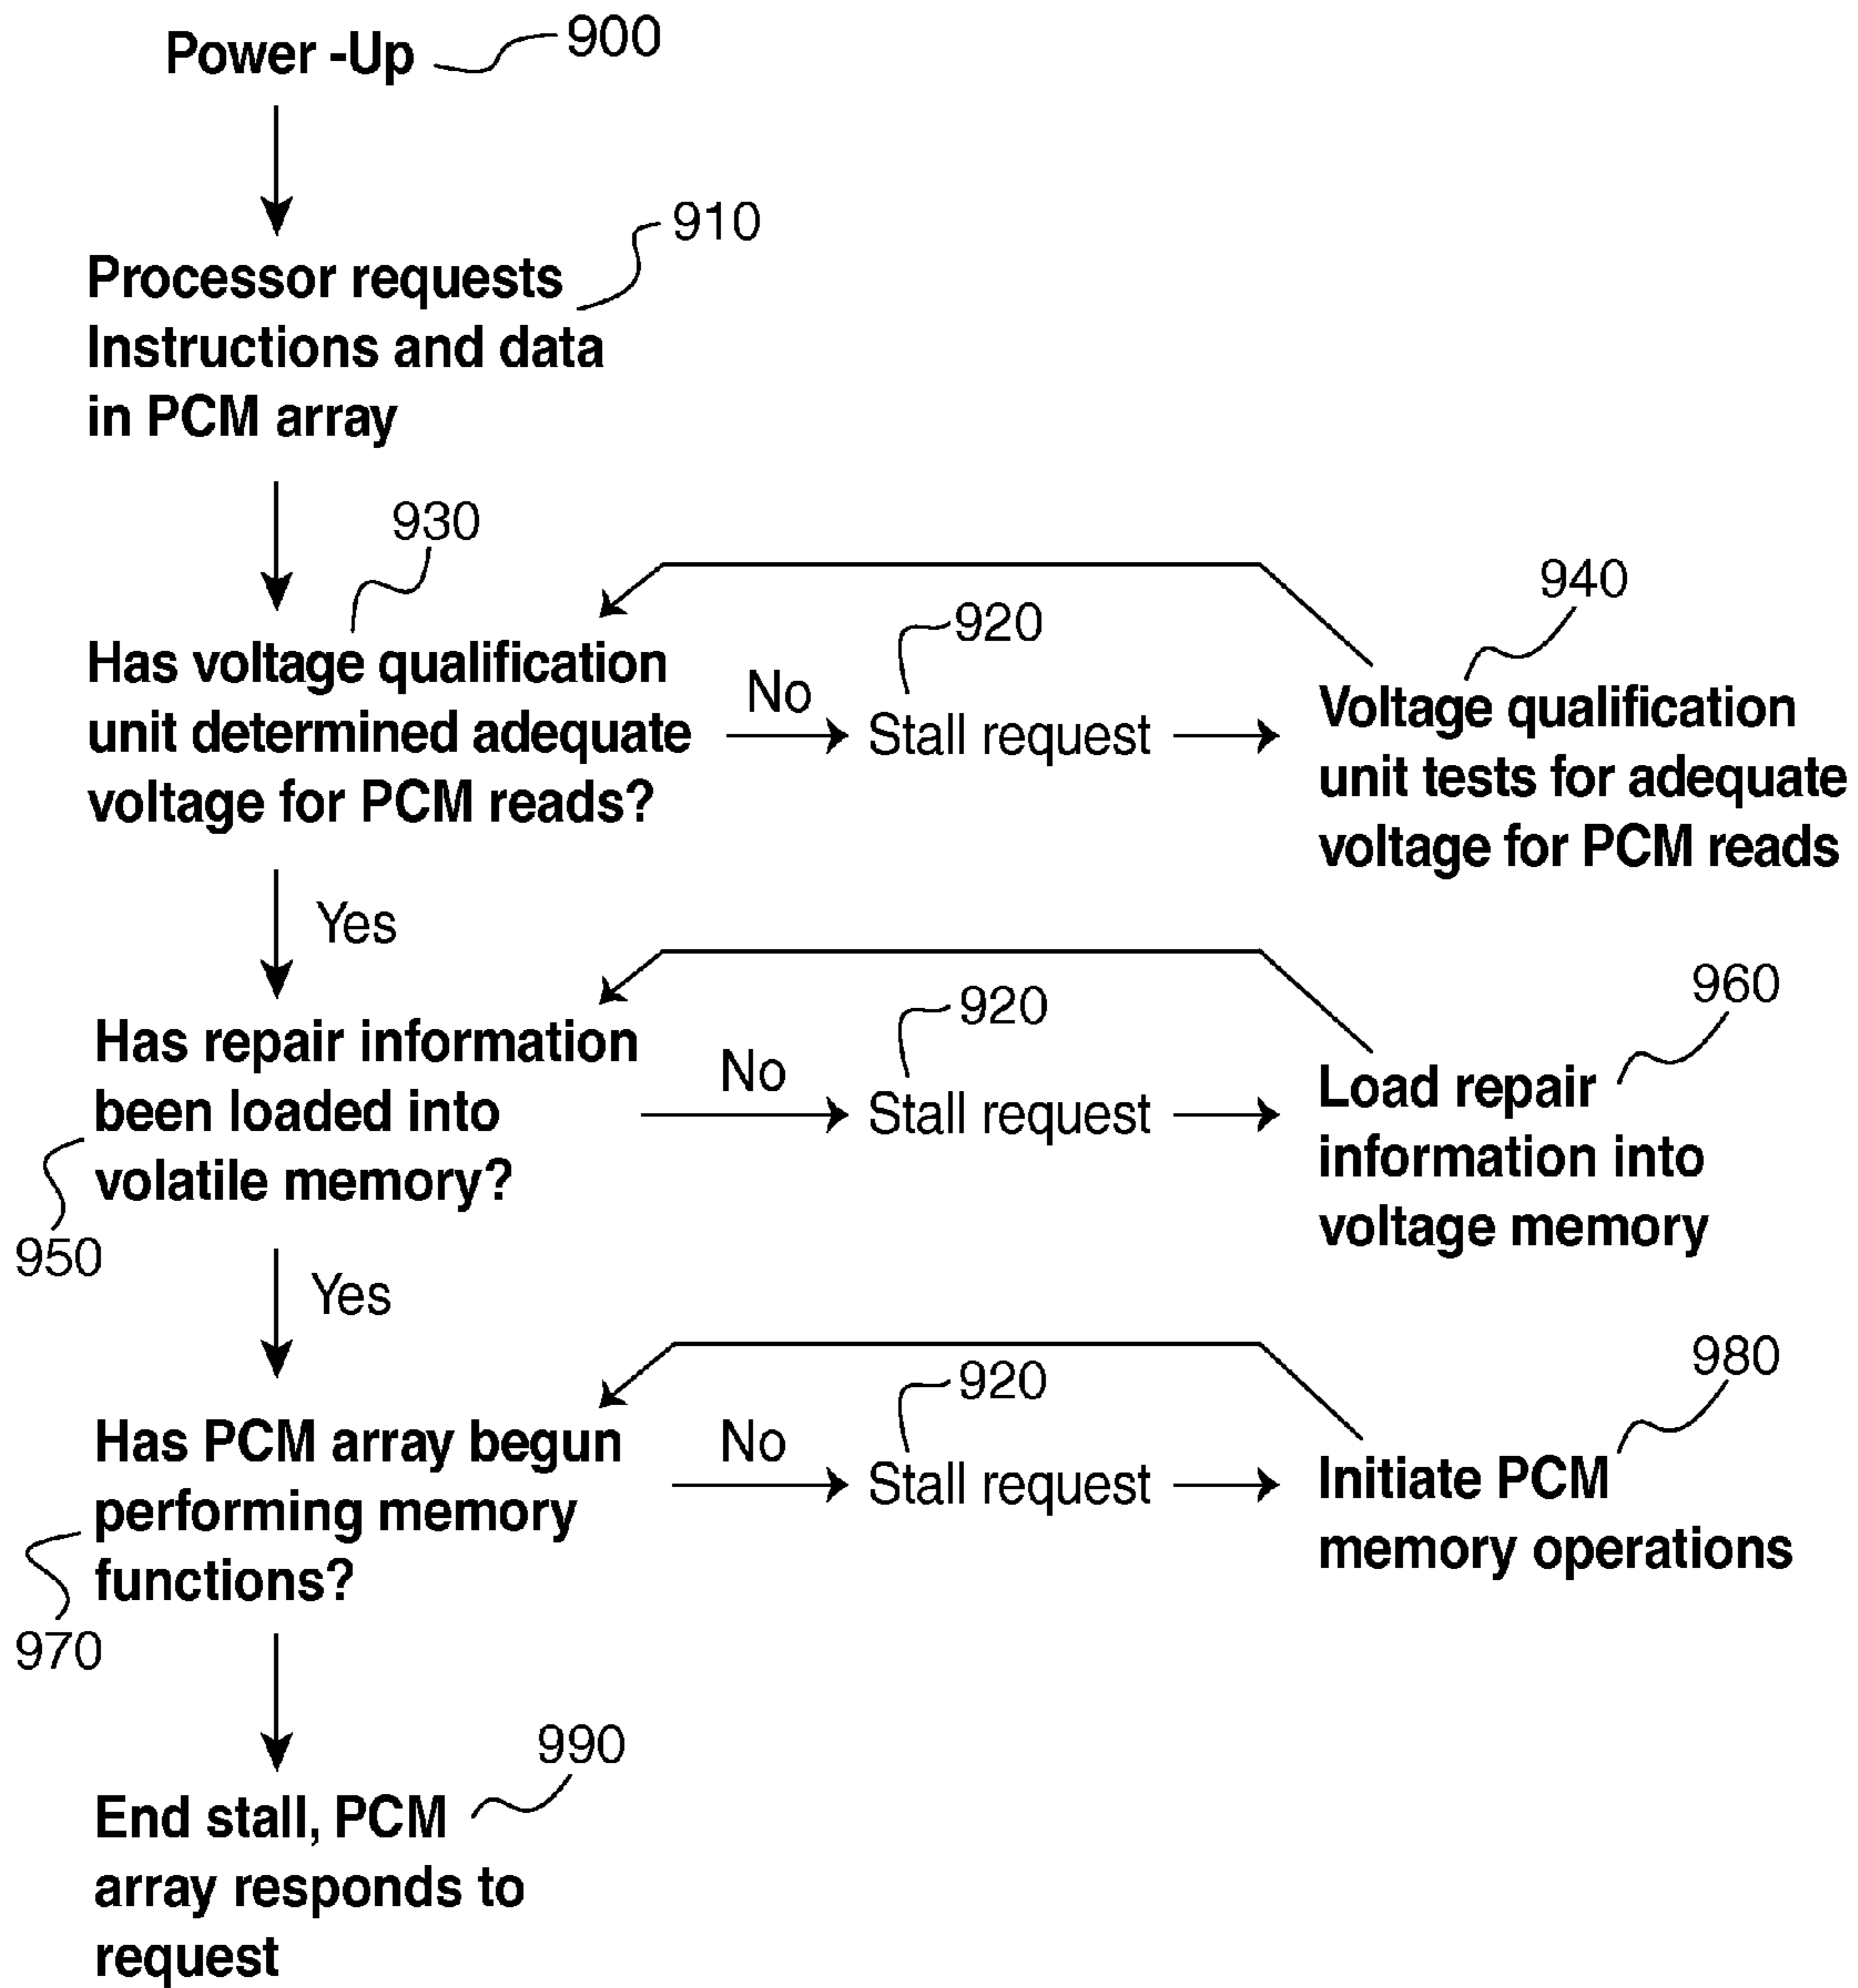 Power -Up
900
910
Processor requests
Instructions and data
in PCM array
930
940
920
Has voltage qualification
unit determined adequate
voltage for PCM reads?
No
Stall request
Voltage qualification
unit tests for adequate
voltage for PCM reads
Yes
960
920
Has repair information
been loaded into
volatile memory?
950
No
Stall request
Load repair
information into
voltage memory
Yes
980
920
Has PCM array begun
performing memory
functions?
970
No
Stall request
Initiate PCM
memory operations
990
End stall, PCM
array responds to
request